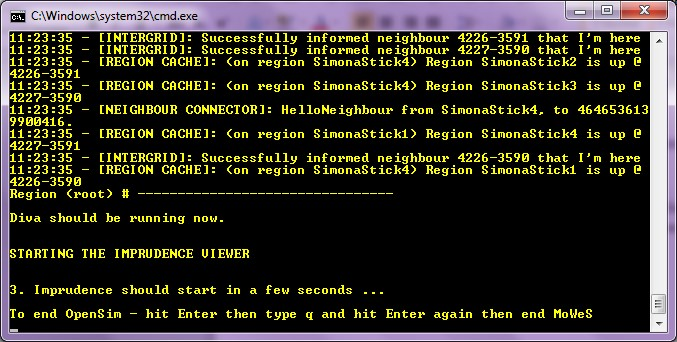 C:\Windows\system32\cmd.exe
11:23:35 - [INTERGRID]: Successfully informed neighbour 4226-3591 that I'm here
11:23:35 - [INTERGRID]: Successfully informed neighbour 4227-3590 that I'm here
11:23:35 - [REGION CACHE]: (on region SimonaStick4) Region SimonaStick2 is up @
4226-3591
11:23:35 - [REGION CACHE]: (on region SimonaStick4) Region SimonaStick3 is up @
4227-3590
11:23:35 - [NEIGHBOUR CONNECTOR]: HelloNeighbour from SimonaStick4, to 464653613
9900416.
11:23:35 - [REGION CACHE]: (on region SimonaStick1) Region SimonaStick4 is up @
4227-3591
11:23:35 - [INTERGRID]: Successfully informed neighbour 4226-3590 that I'm here
11:23:35 - [REGION CACHE]: (on region SimonaStick4) Region SimonaStick1 is up @
4226-3590
Region (root) # --------------------------------
Diva should be running now.
STARTING THE IMPRUDENCE VIEWER
3. Imprudence should start in a few seconds ...
To end OpenSim - hit Enter then type q and hit Enter again then end MoWeS